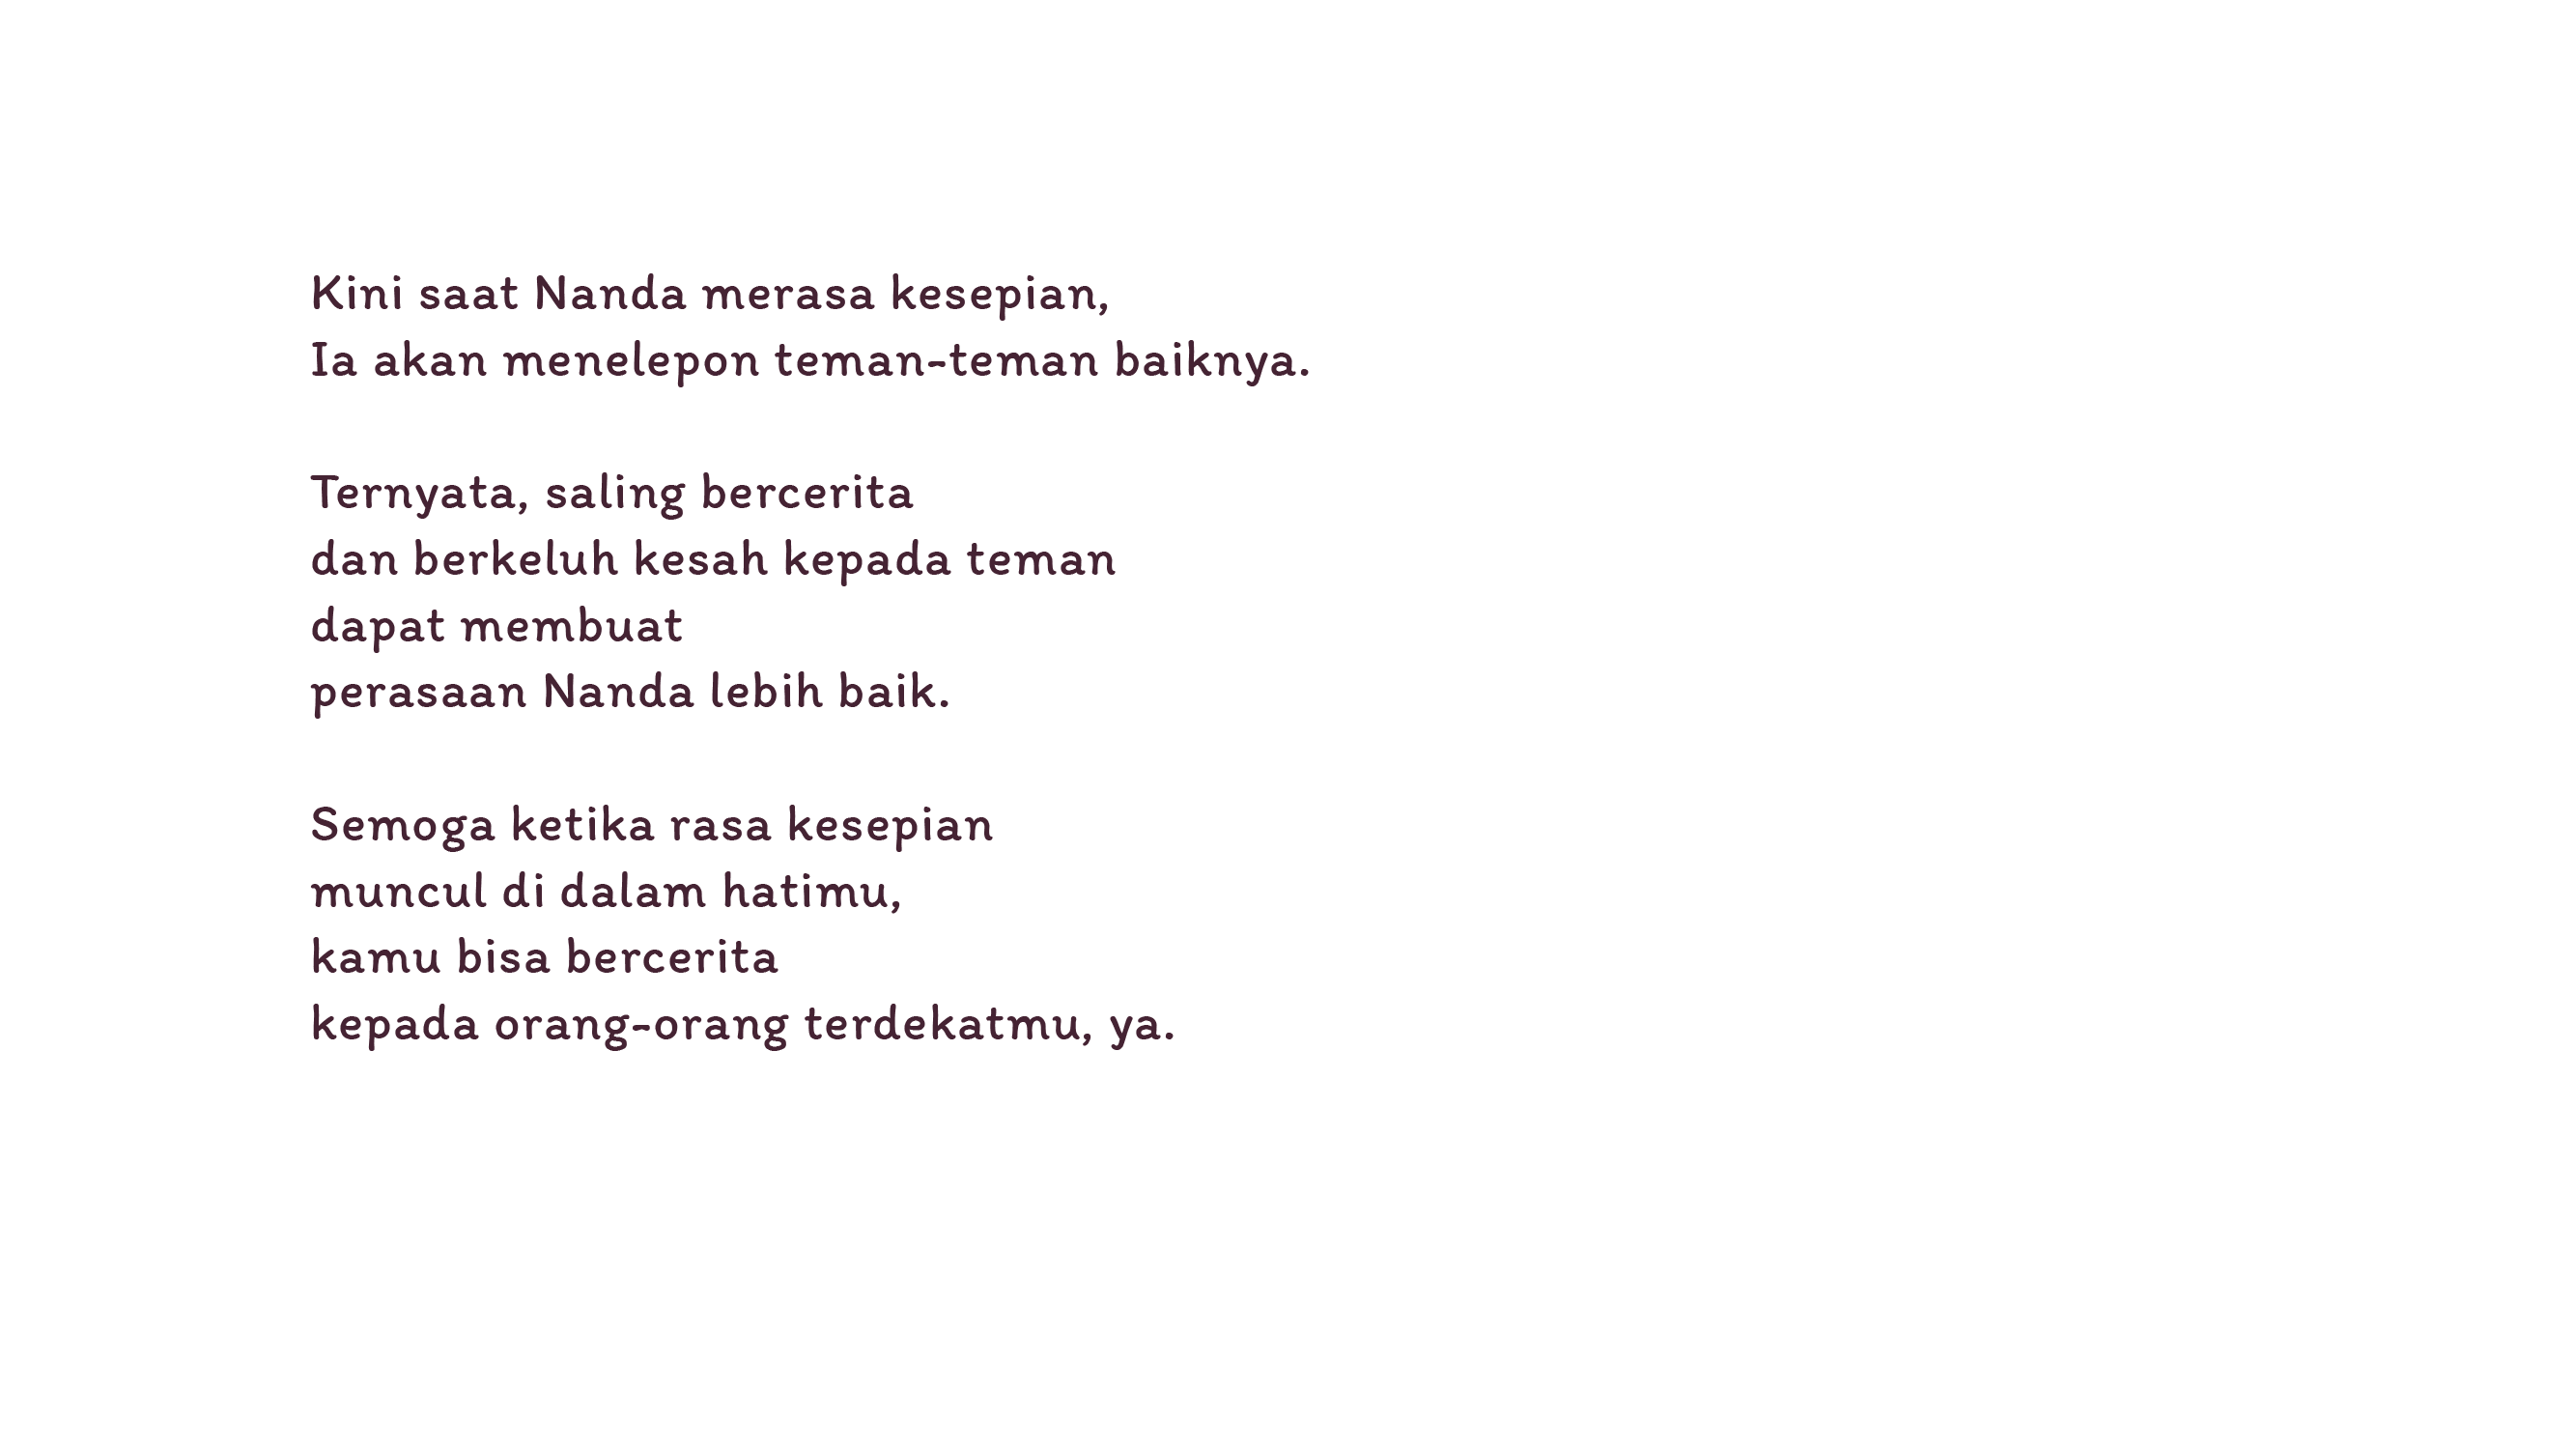 Kini saat Nanda merasa kesepian,
Ia akan menelepon teman-teman baiknya.
Ternyata, saling bercerita
dan berkeluh kesah kepada teman
dapat membuat
perasaan Nanda lebih baik.
Semoga ketika rasa kesepian
muncul di dalam hatimu,
kamu bisa bercerita
kepada orang-orang terdekatmu, ya.